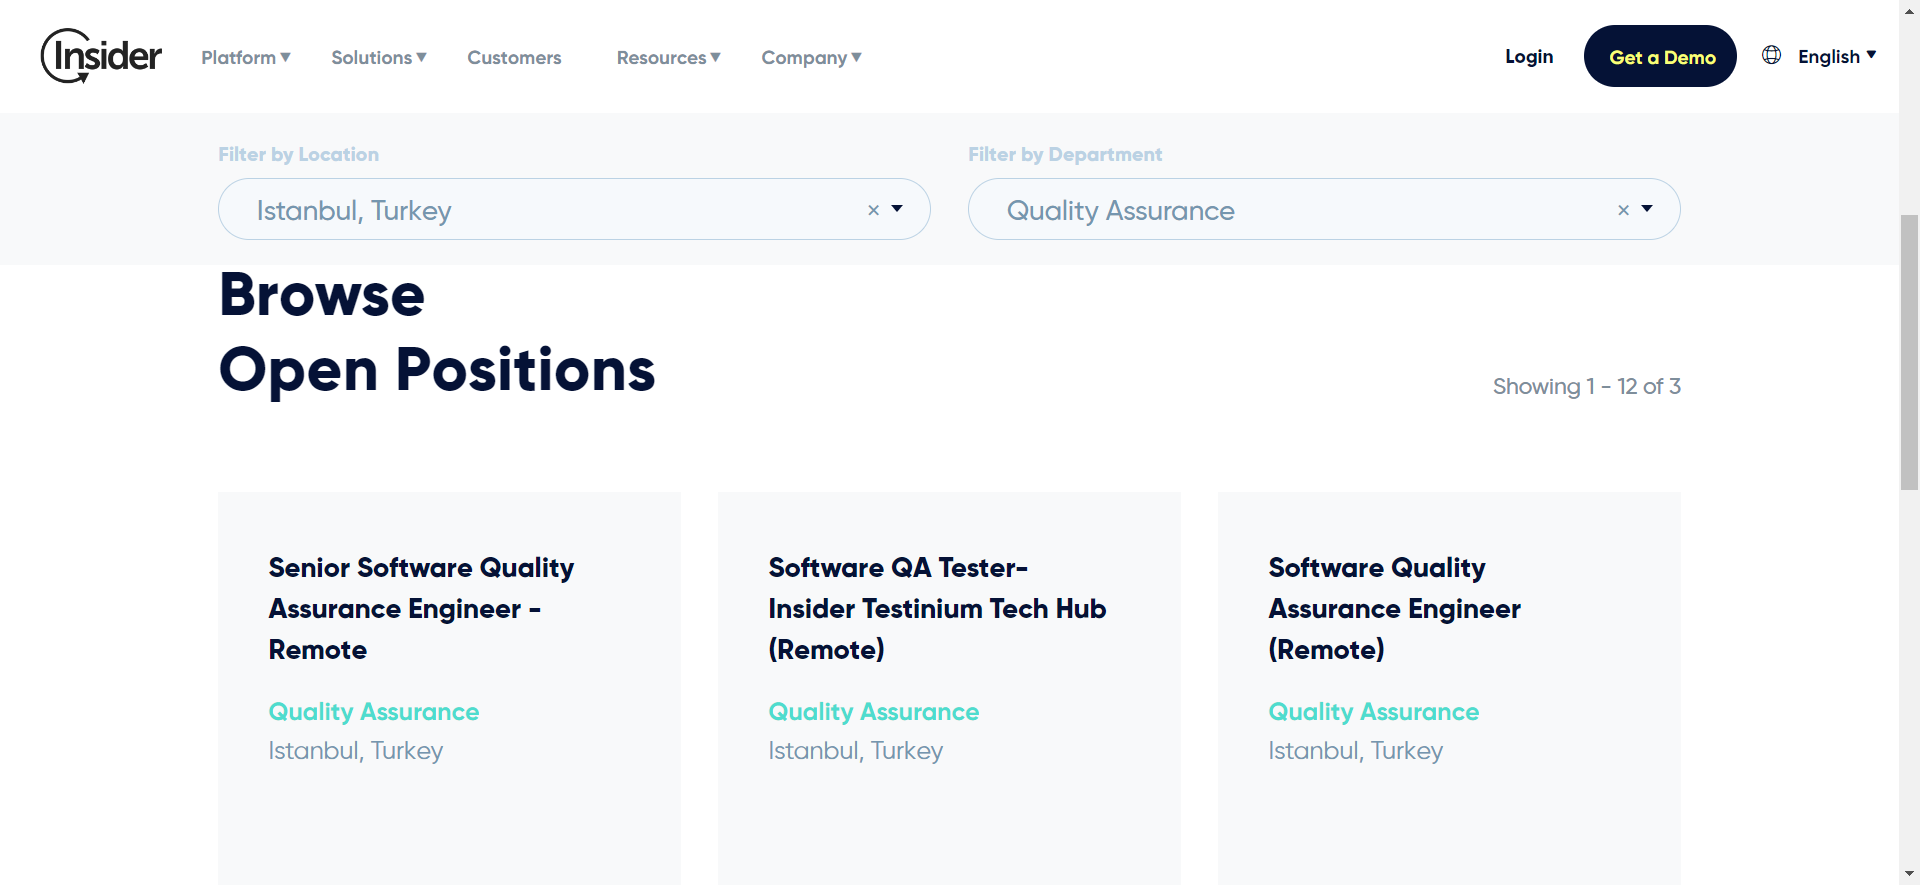 Insider
Platform Solutions Customers Resources Company Login Get a Demo English
Filter by Location
Filter by Department
Istanbul, Turkey ×
Quality Assurance ×
Browse
Open Positions
Showing 1 - 12 of 3
Senior Software Quality
Assurance Engineer -
Remote
Quality Assurance
Istanbul, Turkey
Software QA Tester-
Insider Testinium Tech Hub
(Remote)
Quality Assurance
Istanbul, Turkey
Software Quality
Assurance Engineer
(Remote)
Quality Assurance
Istanbul, Turkey